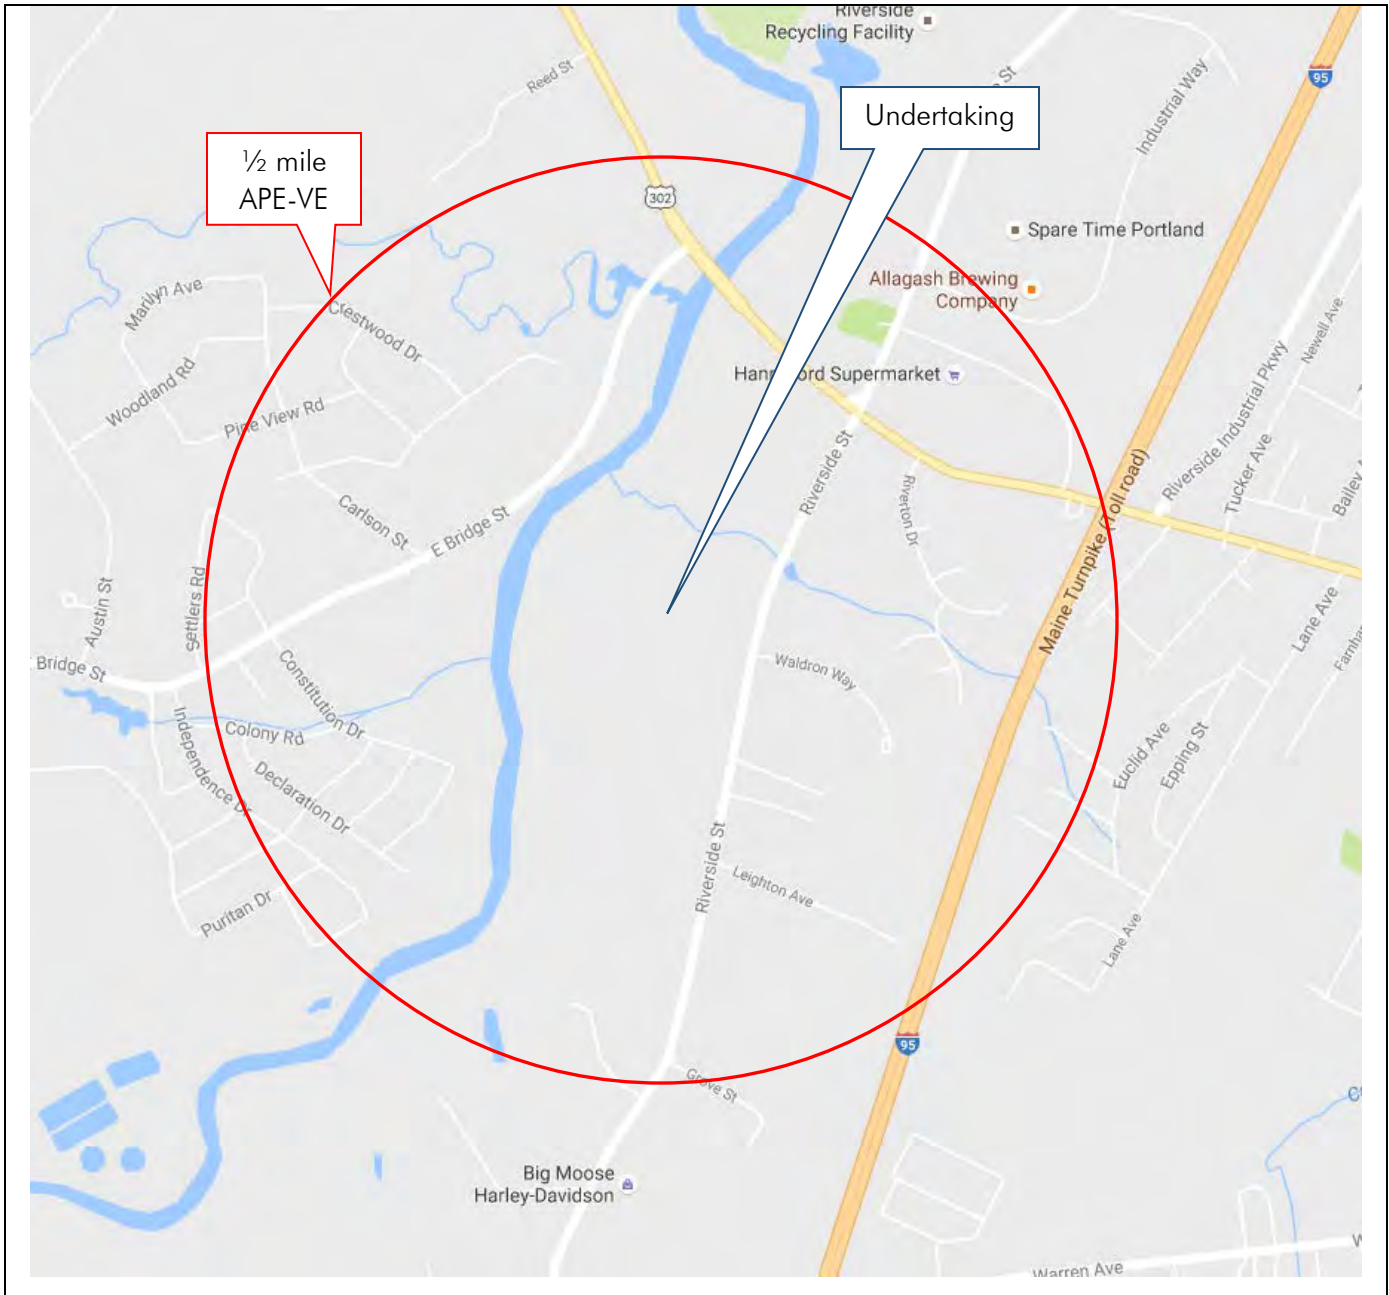 Riverside
Recycling Facility
St
Reed St
Industrial Way
95
Undertaking
½ mile
APE-VE
302
Spare Time Portland
Allagash Brewing
Company
Marilyn Ave
Crestwood Dr
Newell Ave
Woodland Rd
Supermarket
Pine View Rd
Riverside Industrial Pkwy
Tucker Ave
Riverside St
Riverton Dr
Carlson St
E Bridge St
Maine Turnpike (Toll road)
Austin St
Settlers Rd
Lane Ave
Bridge St
Constitution Dr
Waldron Way
Independence Dr
Colony Rd
Declaration Dr
Euclid Ave
Epping St
Riverside St
Leighton Ave
Puritan Dr
Lane Ave
95
Grove St
Big Moose
Harley-Davidson
Warren Ave